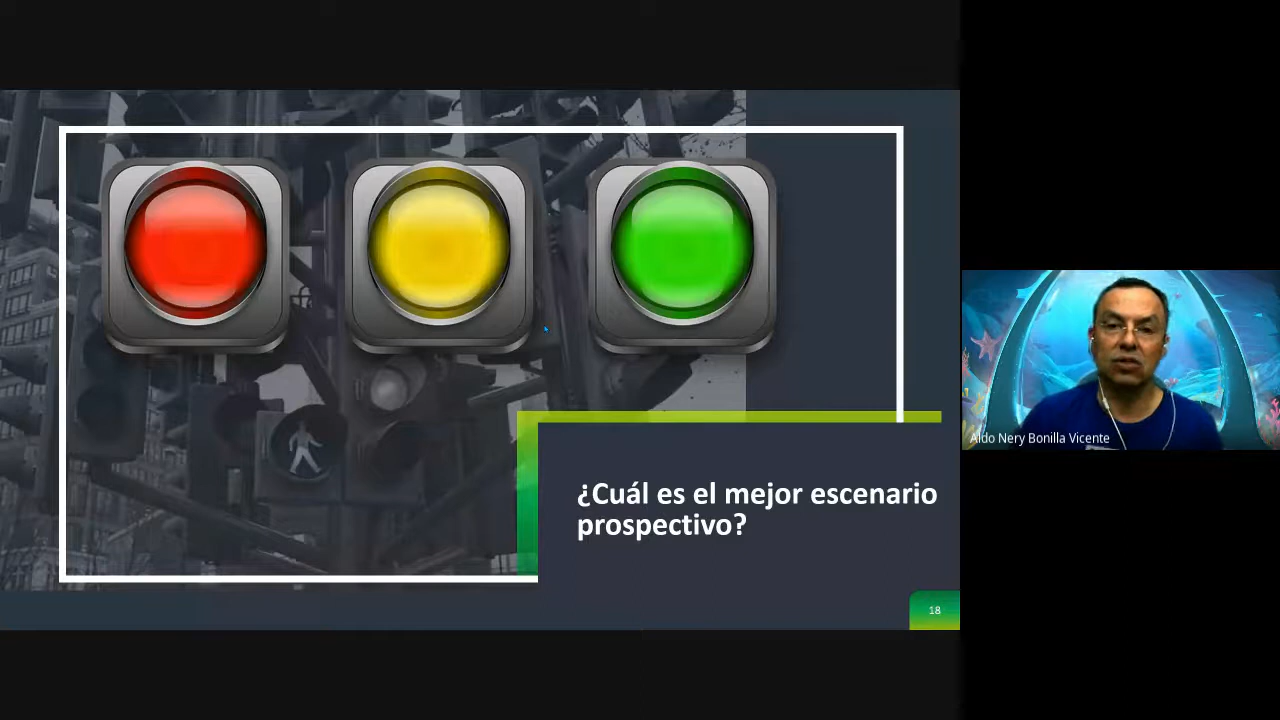 ¿Cuál es el mejor escenario
prospectivo?
18
Aldo Nery Bonilla Vicente